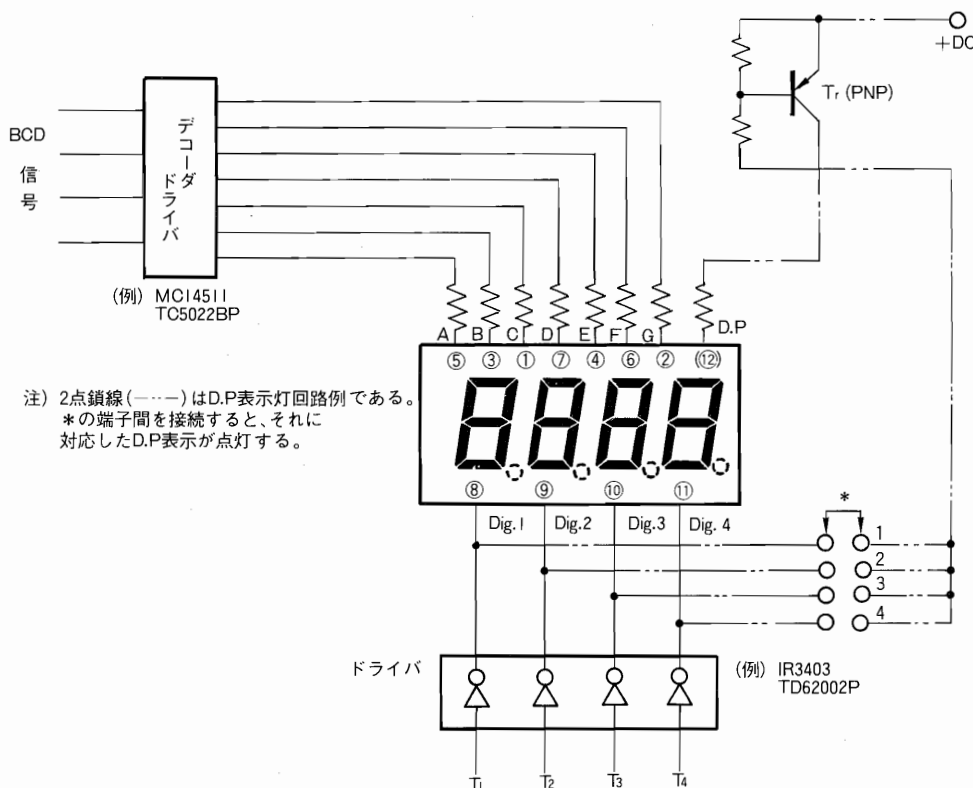 +DC
Tr (PNP)
BCD
信
号
デコーダ
ドライバ
(例) MC14511
TC5022BP
A B C D E F G D.P
⑤ ③ ① ⑦ ④ ⑥ ② ⑫
注) 2点鎖線(—--—)はD.P表示灯回路例である。
*の端子間を接続すると、それに
対応したD.P表示が点灯する。
⑧ ⑨ ⑩ ⑪
Dig.1 Dig.2 Dig.3 Dig.4
*
1
2
3
4
ドライバ
(例) IR3403
TD62002P
T1 T2 T3 T4